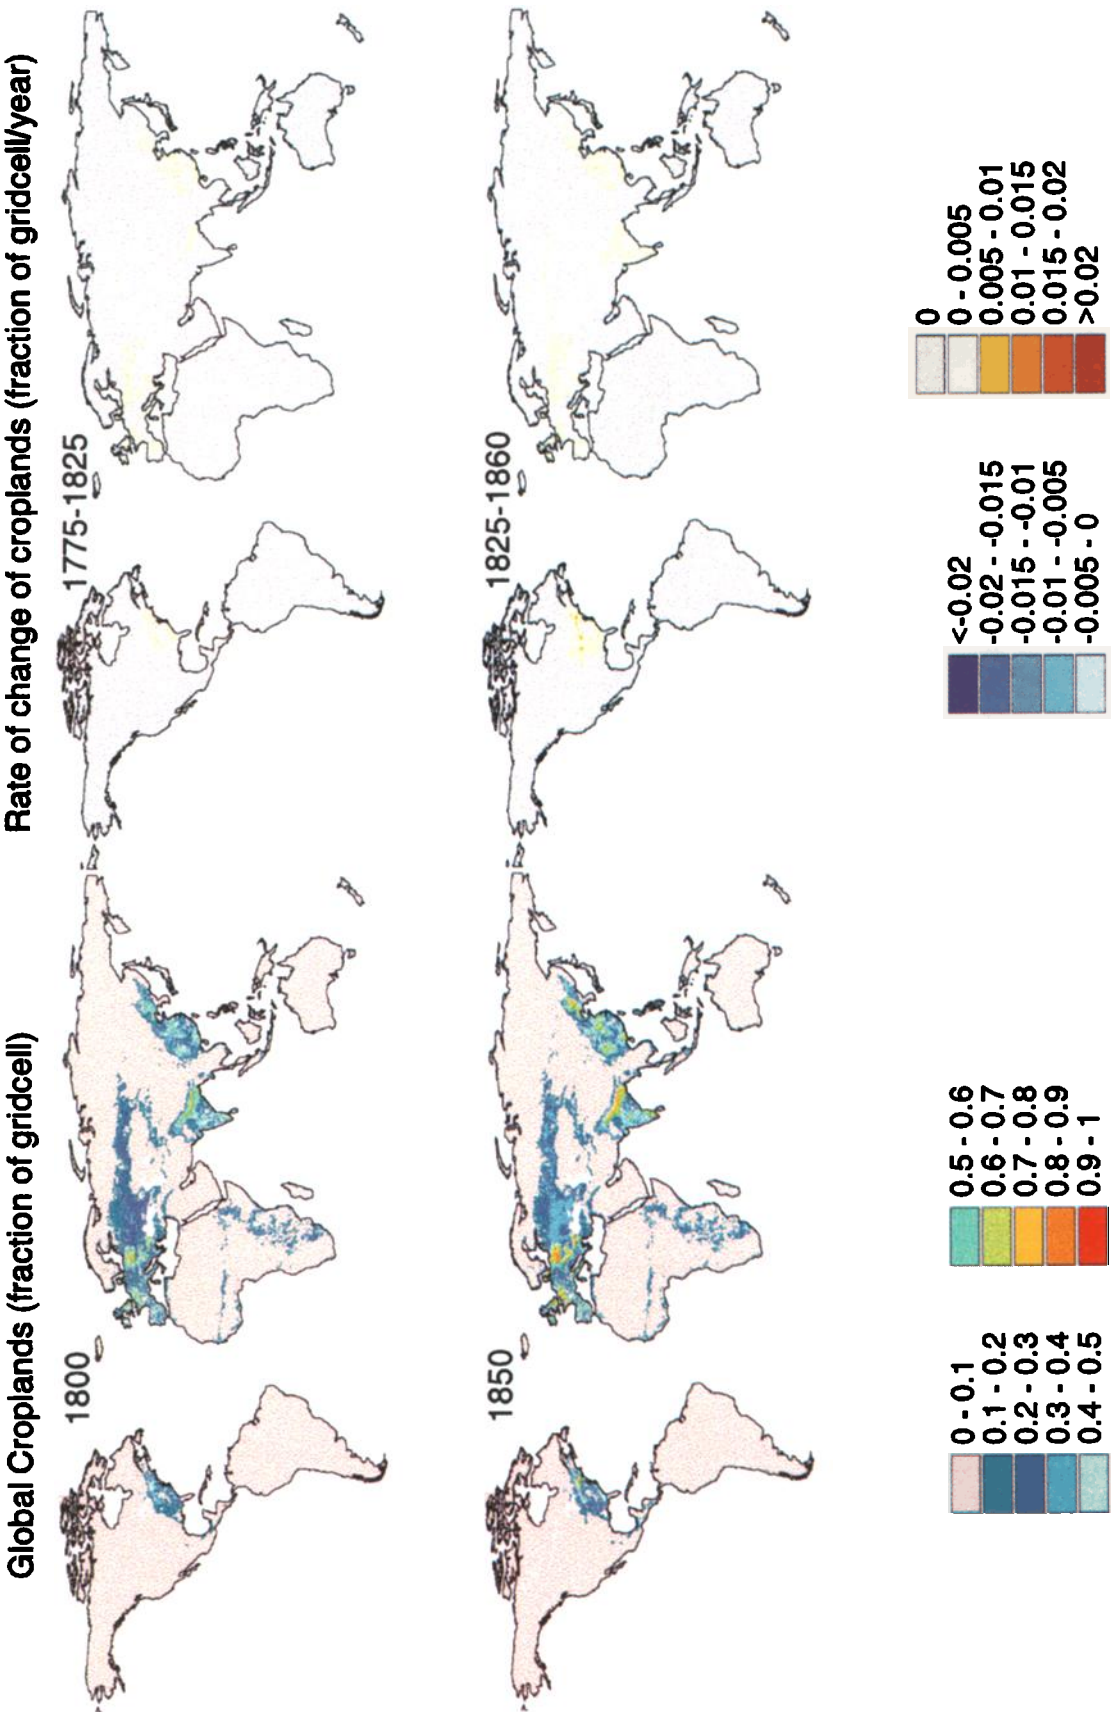 Global Croplands (fraction of gridcell)
Rate of change of croplands (fraction of gridcell/year)
1800
1775-1825
1850
1825-1860
0 - 0.1
0.1 - 0.2
0.2 - 0.3
0.3 - 0.4
0.4 - 0.5
0.5 - 0.6
0.6 - 0.7
0.7 - 0.8
0.8 - 0.9
0.9 - 1
<-0.02
-0.02 - -0.015
-0.015 - -0.01
-0.01 - -0.005
-0.005 - 0
0
0 - 0.005
0.005 - 0.01
0.01 - 0.015
0.015 - 0.02
>0.02